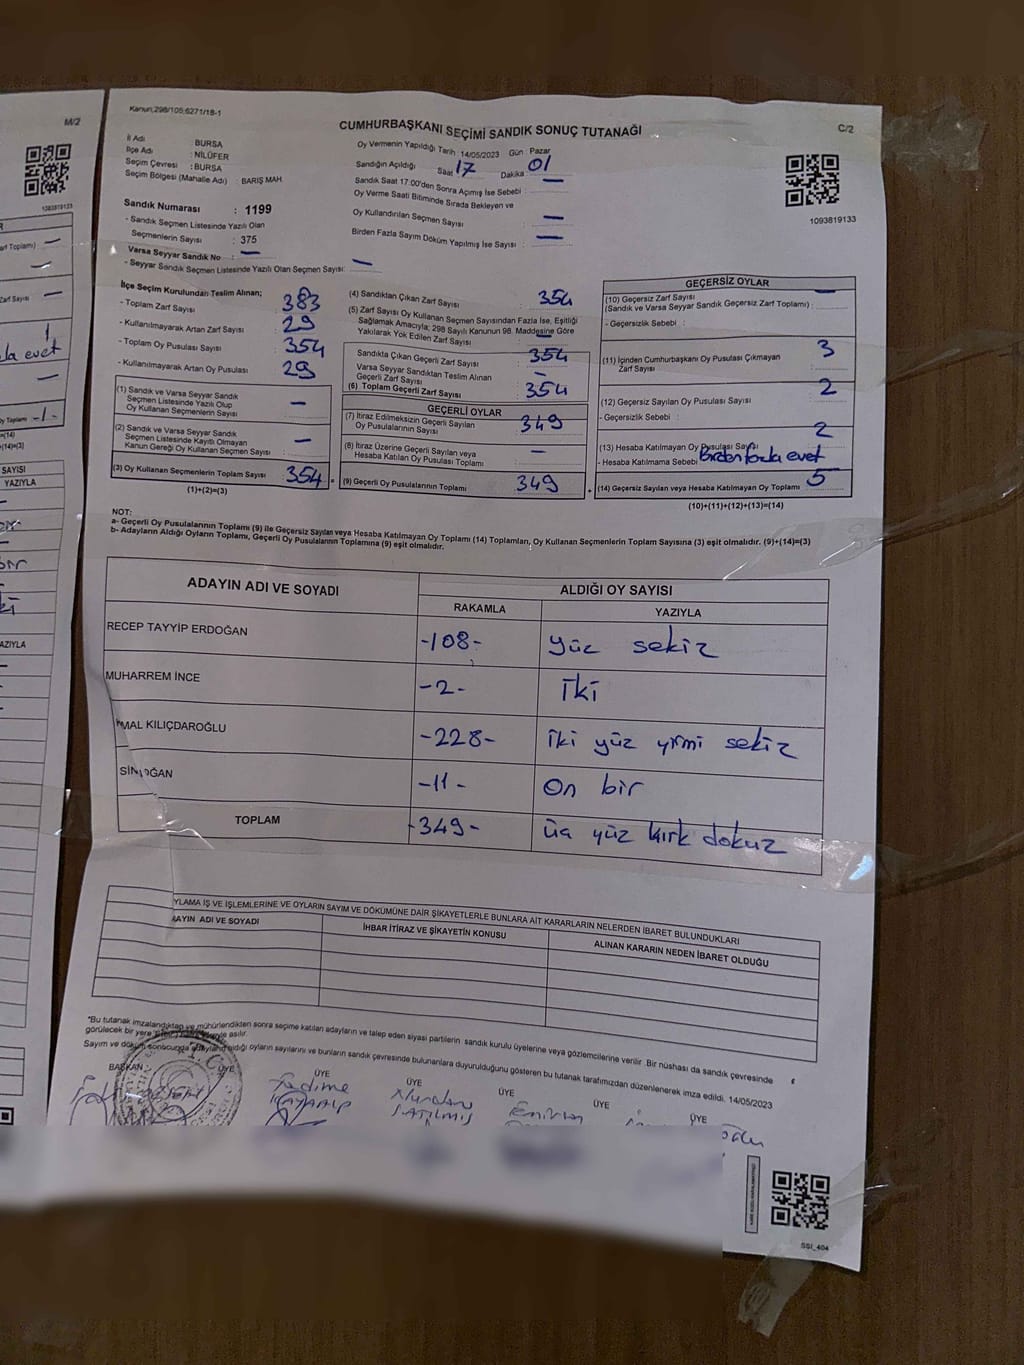 M/2
1093819133
arf Toplamı)
Zarf Sayısı
1
la evet
Oy Toplamı -1-
=(14)
+(14)=(3)
SAYISI
YAZIYLA
bir
AZIYLA
Kanun;298/105;6271/18-1
C/2
CUMHURBAŞKANI SEÇİMİ SANDIK SONUÇ TUTANAĞI
İl Adı : BURSA
İlçe Adı : NİLÜFER
Seçim Çevresi : BURSA
Seçim Bölgesi (Mahalle Adı) : BARIŞ MAH.
Oy Vermenin Yapıldığı Tarih : 14/05/2023 Gün : Pazar
Sandığın Açıldığı Saat 17 Dakika 01
Sandık Saat 17:00'den Sonra Açımış İse Sebebi : —
Oy Verme Saati Bitiminde Sırada Bekleyen ve
Oy Kullandırılan Seçmen Sayısı : —
Birden Fazla Sayım Döküm Yapılmış İse Sayısı : —
1093819133
Sandık Numarası : 1199
- Sandık Seçmen Listesinde Yazılı Olan
Seçmenlerin Sayısı : 375
Varsa Seyyar Sandık No : —
- Seyyar Sandık Seçmen Listesinde Yazılı Olan Seçmen Sayısı: —
İlçe Seçim Kurulundan Teslim Alınan;
- Toplam Zarf Sayısı : 383
- Kullanılmayarak Artan Zarf Sayısı : 29
- Toplam Oy Pusulası Sayısı : 354
- Kullanılmayarak Artan Oy Pusulası : 29
(1) Sandık ve Varsa Seyyar Sandık
Seçmen Listesinde Yazılı Olup
Oy Kullanan Seçmenlerin Sayısı : —
(2) Sandık ve Varsa Seyyar Sandık
Seçmen Listesinde Kayıtlı Olmayan
Kanun Gereği Oy Kullanan Seçmen Sayısı : —
(3) Oy Kullanan Seçmenlerin Toplam Sayısı : 354
(1)+(2)=(3)
(4) Sandıktan Çıkan Zarf Sayısı : 354
(5) Zarf Sayısı Oy Kullanan Seçmen Sayısından Fazla İse, Eşitliği
Sağlamak Amacıyla; 298 Sayılı Kanunun 98. Maddesine Göre
Yakılarak Yok Edilen Zarf Sayısı : —
Sandıkta Çıkan Geçerli Zarf Sayısı : 354
Varsa Seyyar Sandıktan Teslim Alınan
Geçerli Zarf Sayısı : —
(6) Toplam Geçerli Zarf Sayısı : 354
GEÇERLİ OYLAR
(7) İtiraz Edilmeksizin Geçerli Sayılan
Oy Pusulalarının Sayısı : 349
(8) İtiraz Üzerine Geçerli Sayılan veya
Hesaba Katılan Oy Pusulası Toplamı : —
(9) Geçerli Oy Pusulalarının Toplamı : 349
GEÇERSİZ OYLAR
(10) Geçersiz Zarf Sayısı
(Sandık ve Varsa Seyyar Sandık Geçersiz Zarf Toplamı) : —
- Geçersizlik Sebebi :
(11) İçinden Cumhurbaşkanı Oy Pusulası Çıkmayan
Zarf Sayısı : 3
(12) Geçersiz Sayılan Oy Pusulası Sayısı : 2
- Geçersizlik Sebebi :
(13) Hesaba Katılmayan Oy Pusulası Sayısı : 2
- Hesaba Katılmama Sebebi : Birden fazla evet
(14) Geçersiz Sayılan veya Hesaba Katılmayan Oy Toplamı : 5
(10)+(11)+(12)+(13)=(14)
NOT:
a- Geçerli Oy Pusulalarının Toplamı (9) ile Geçersiz Sayılan veya Hesaba Katılmayan Oy Toplamı (14) Toplamları, Oy Kullanan Seçmenlerin Toplam Sayısına (3) eşit olmalıdır. (9)+(14)=(3)
b- Adayların Aldığı Oyların Toplamı, Geçerli Oy Pusulalarının Toplamına (9) eşit olmalıdır.
ADAYIN ADI VE SOYADI ALDIĞI OY SAYISI
RAKAMLA YAZIYLA
RECEP TAYYİP ERDOĞAN -108- yüz sekiz
MUHARREM İNCE -2- iki
MAL KILIÇDAROĞLU -228- iki yüz yirmi sekiz
SİN OĞAN -11- On bir
TOPLAM -349- üç yüz kırk dokuz
YLAMA İŞ VE İŞLEMLERİNE VE OYLARIN SAYIM VE DÖKÜMÜNE DAİR ŞİKAYETLERLE BUNLARA AİT KARARLARIN NELERDEN İBARET BULUNDUKLARI
AYIN ADI VE SOYADI İHBAR İTİRAZ VE ŞİKAYETİN KONUSU ALINAN KARARIN NEDEN İBARET OLDUĞU
*Bu tutanak imzalandıktan ve mühürlendikten sonra seçime katılan adayların ve talep eden siyasi partilerin sandık kurulu üyelerine veya gözlemcilerine verilir .Bir nüshası da sandık çevresinde
görülecek bir yere asılır.
Sayım ve döküm sonucunda oyların sayılarını ve bunların sandık çevresinde bulunanlara duyurulduğunu gösteren bu tutanak tarafımızdan düzenlenerek imza edildi. 14/05/2023
BAŞKAN ÜYE ÜYE ÜYE ÜYE ÜYE ÜYE
T.C.
Fadime Nurdan
KAYAALP SATILMIŞ
SSI_404